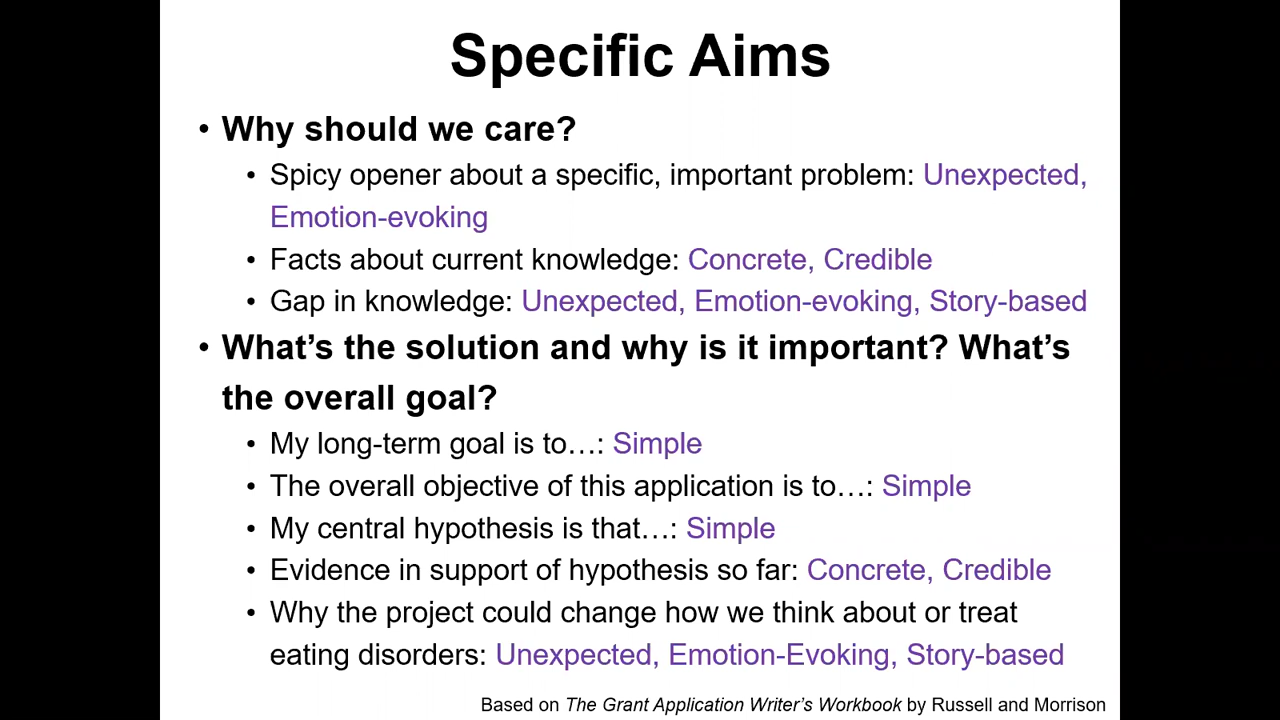 Specific Aims
• Why should we care?
• Spicy opener about a specific, important problem: Unexpected,
Emotion-evoking
• Facts about current knowledge: Concrete, Credible
• Gap in knowledge: Unexpected, Emotion-evoking, Story-based
• What’s the solution and why is it important? What’s
the overall goal?
• My long-term goal is to…: Simple
• The overall objective of this application is to…: Simple
• My central hypothesis is that…: Simple
• Evidence in support of hypothesis so far: Concrete, Credible
• Why the project could change how we think about or treat
eating disorders: Unexpected, Emotion-Evoking, Story-based
Based on The Grant Application Writer’s Workbook by Russell and Morrison